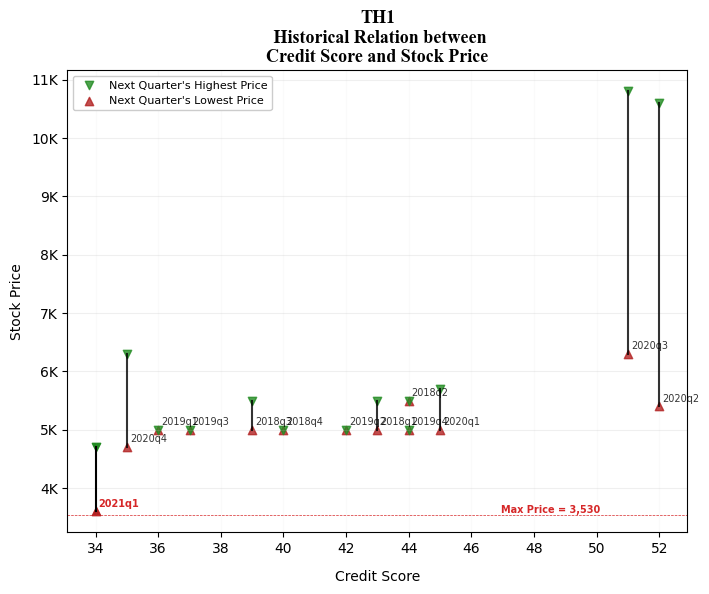 TH1
Historical Relation between
Credit Score and Stock Price
Next Quarter's Highest Price
Next Quarter's Lowest Price
11K
10K
9K
8K
7K
6K
5K
4K
Stock Price
2020q3
2020q2
2018q2
2019q1
2019q3
2018q3
2018q4
2019q2
2018q1
2019q4
2020q1
2020q4
2021q1
Max Price = 3,530
34 36 38 40 42 44 46 48 50 52
Credit Score